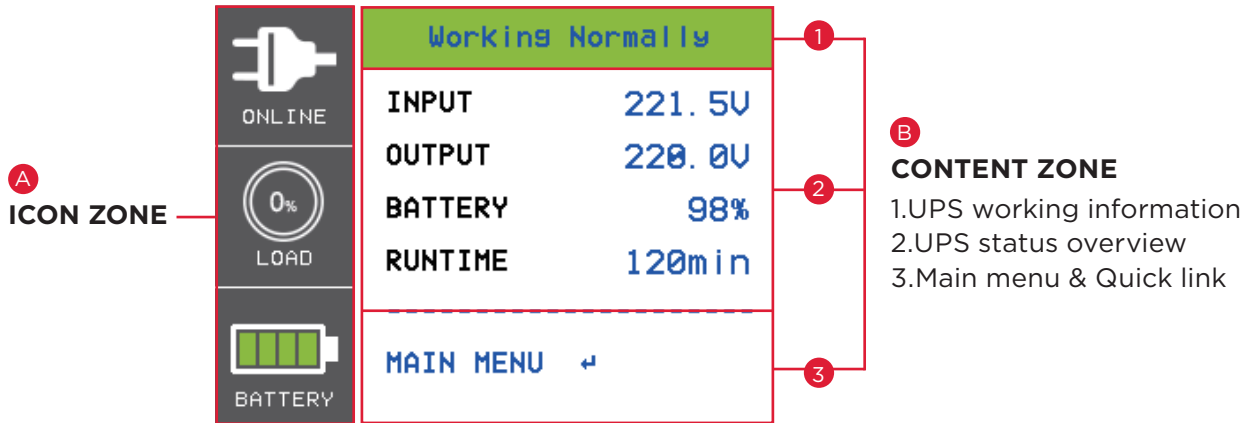 A
ICON ZONE
ONLINE
0%
LOAD
BATTERY
Working Normally
INPUT 221.5V
OUTPUT 220.0V
BATTERY 98%
RUNTIME 120min
MAIN MENU ↵
1
2
3
B
CONTENT ZONE
1.UPS working information
2.UPS status overview
3.Main menu & Quick link